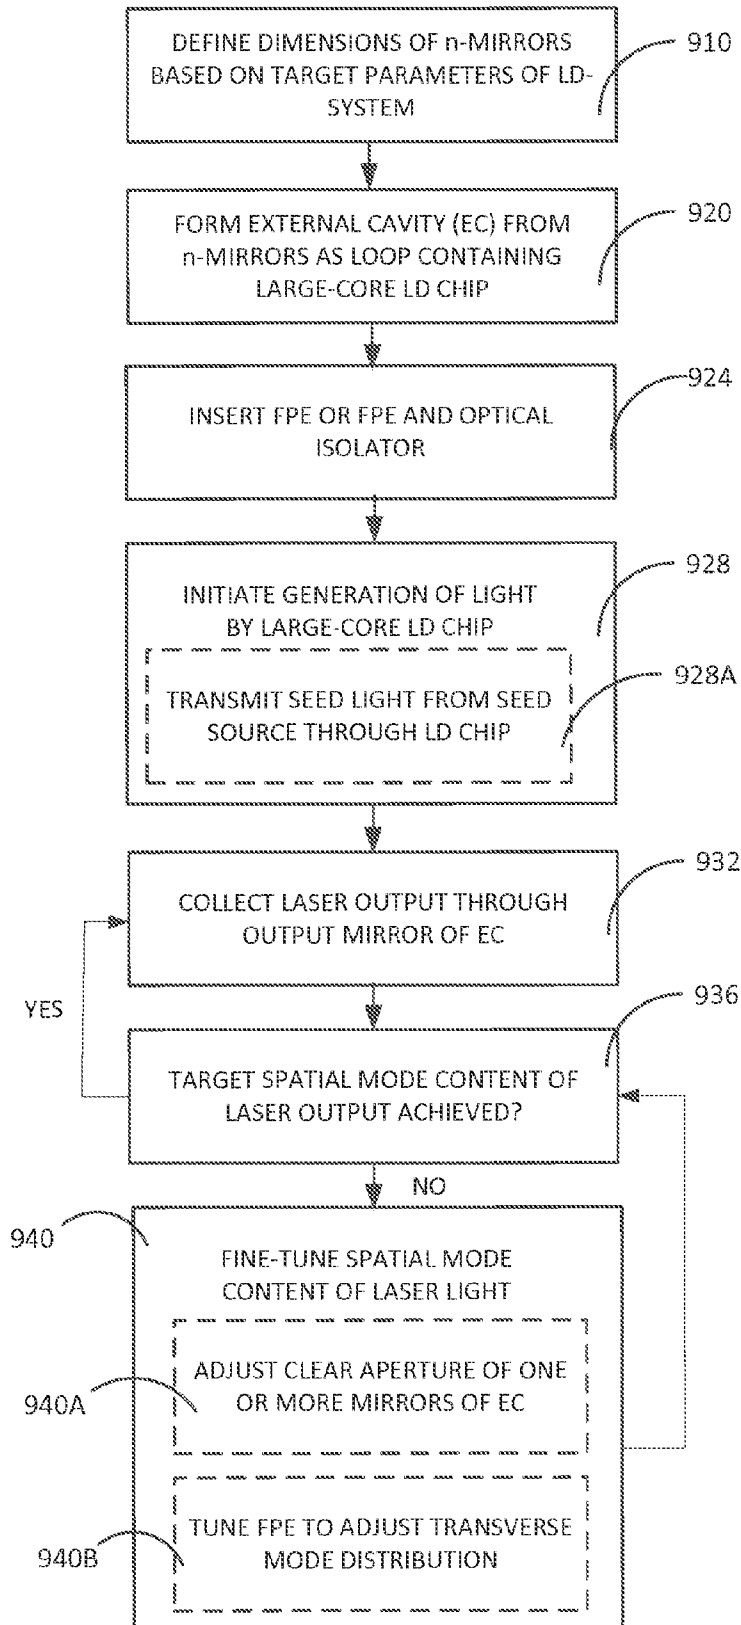 DEFINE DIMENSIONS OF n-MIRRORS
BASED ON TARGET PARAMETERS OF LD-
SYSTEM
910
FORM EXTERNAL CAVITY (EC) FROM
n-MIRRORS AS LOOP CONTAINING
LARGE-CORE LD CHIP
920
INSERT FPE OR FPE AND OPTICAL
ISOLATOR
924
INITIATE GENERATION OF LIGHT
BY LARGE-CORE LD CHIP
928
TRANSMIT SEED LIGHT FROM SEED
SOURCE THROUGH LD CHIP
928A
COLLECT LASER OUTPUT THROUGH
OUTPUT MIRROR OF EC
932
YES
TARGET SPATIAL MODE CONTENT OF
LASER OUTPUT ACHIEVED?
936
NO
940
FINE-TUNE SPATIAL MODE
CONTENT OF LASER LIGHT
ADJUST CLEAR APERTURE OF ONE
OR MORE MIRRORS OF EC
940A
TUNE FPE TO ADJUST TRANSVERSE
MODE DISTRIBUTION
940B